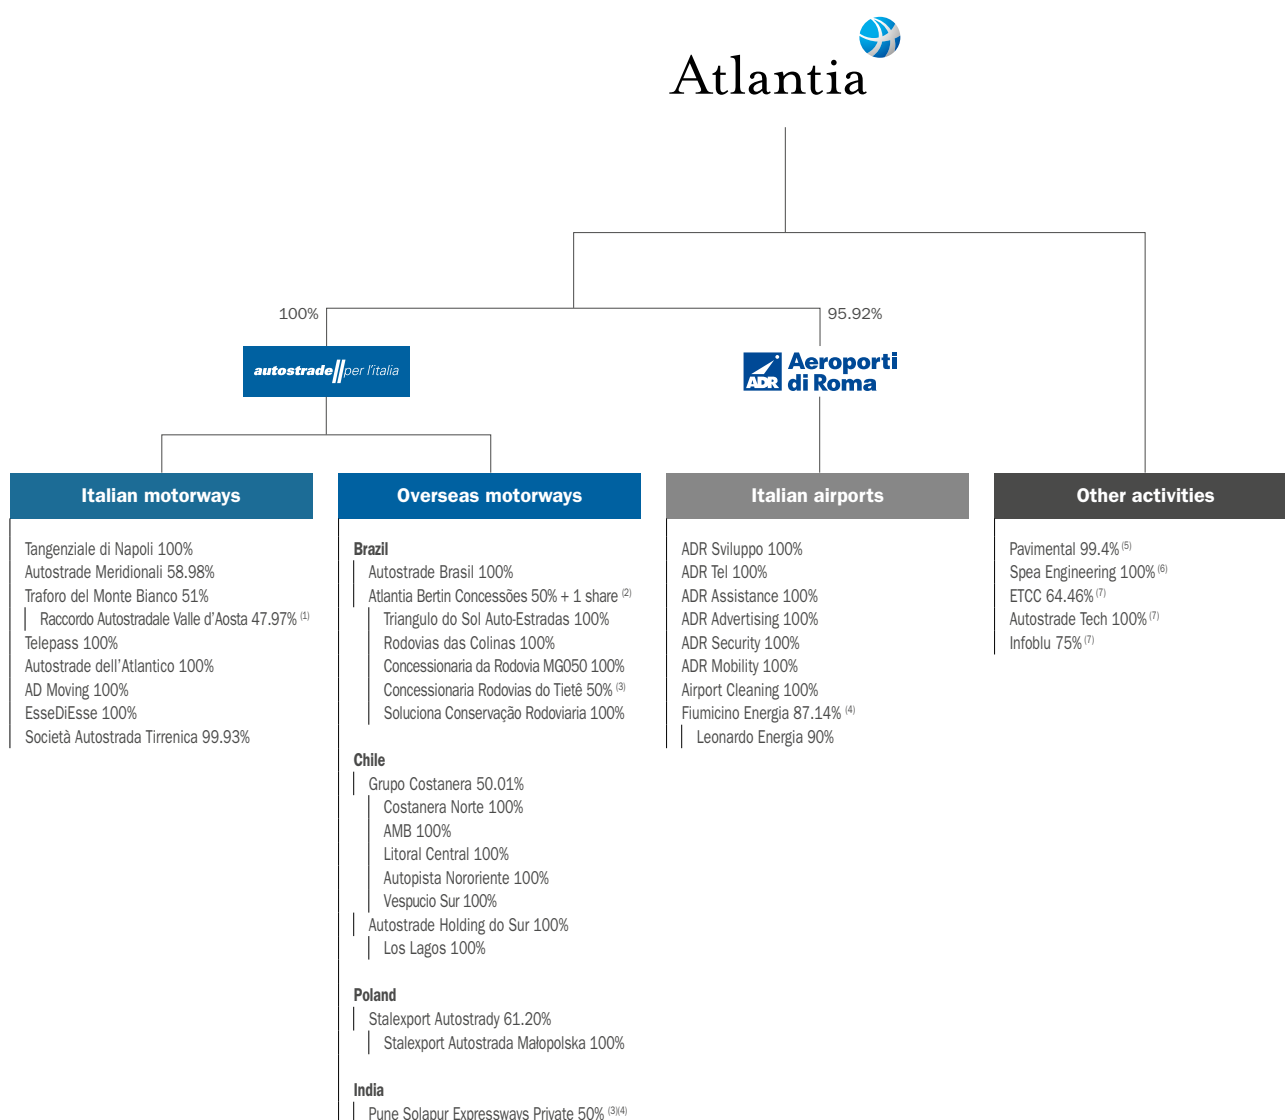 Atlantia
100%
95.92%
autostrade//per l'italia
ADR
Aeroporti
di Roma
Italian motorways
Tangenziale di Napoli 100%
Autostrade Meridionali 58.98%
Traforo del Monte Bianco 51%
Raccordo Autostradale Valle d'Aosta 47.97% (1)
Telepass 100%
Autostrade dell'Atlantico 100%
AD Moving 100%
EsseDiEsse 100%
Società Autostrada Tirrenica 99.93%
Overseas motorways
Brazil
Autostrade Brasil 100%
Atlantia Bertin Concessões 50% + 1 share (2)
Triangulo do Sol Auto-Estradas 100%
Rodovias das Colinas 100%
Concessionaria da Rodovia MG050 100%
Concessionaria Rodovias do Tietê 50% (3)
Soluciona Conservação Rodoviaria 100%
Chile
Grupo Costanera 50.01%
Costanera Norte 100%
AMB 100%
Litoral Central 100%
Autopista Nororiente 100%
Vespucio Sur 100%
Autostrade Holding do Sur 100%
Los Lagos 100%
Poland
Stalexport Autostrady 61.20%
Stalexport Autostrada Małopolska 100%
India
Pune Solapur Expressways Private 50% (3)(4)
Italian airports
ADR Sviluppo 100%
ADR Tel 100%
ADR Assistance 100%
ADR Advertising 100%
ADR Security 100%
ADR Mobility 100%
Airport Cleaning 100%
Fiumicino Energia 87.14% (4)
Leonardo Energia 90%
Other activities
Pavimental 99.4% (5)
Spea Engineering 100% (6)
ETCC 64.46% (7)
Autostrade Tech 100% (7)
Infoblu 75% (7)